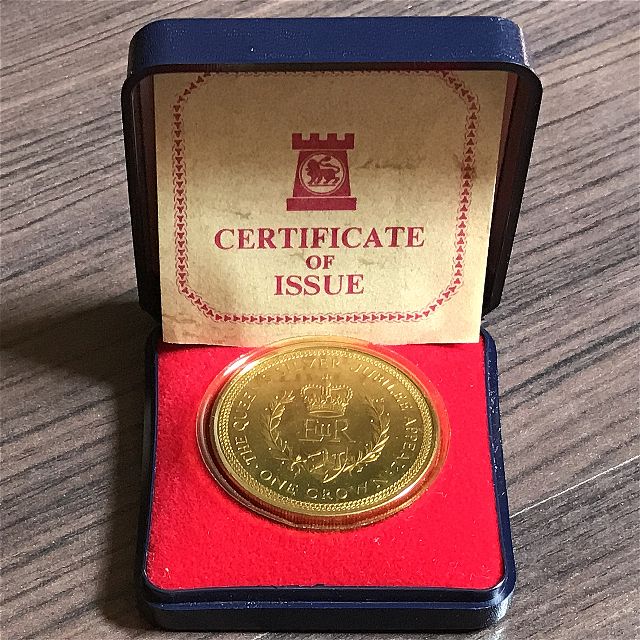 CERTIFICATE
OF
ISSUE
THE QUEEN'S SILVER JUBILEE APPEAL
EIIR
ONE CROWN